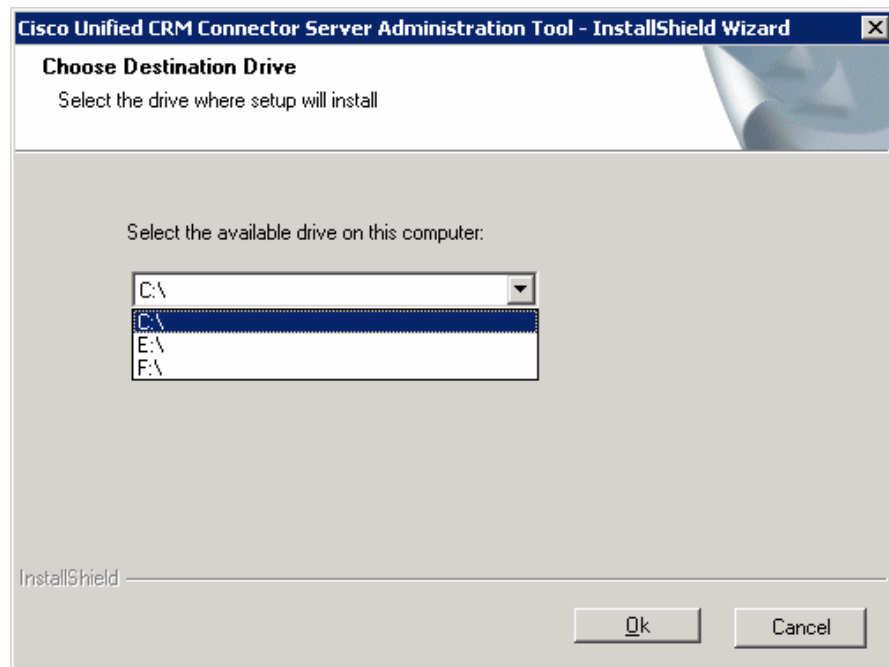 Cisco Unified CRM Connector Server Administration Tool - InstallShield Wizard
Choose Destination Drive
Select the drive where setup will install
Select the available drive on this computer:
C:\
C:\
E:\
F:\
InstallShield
Ok
Cancel